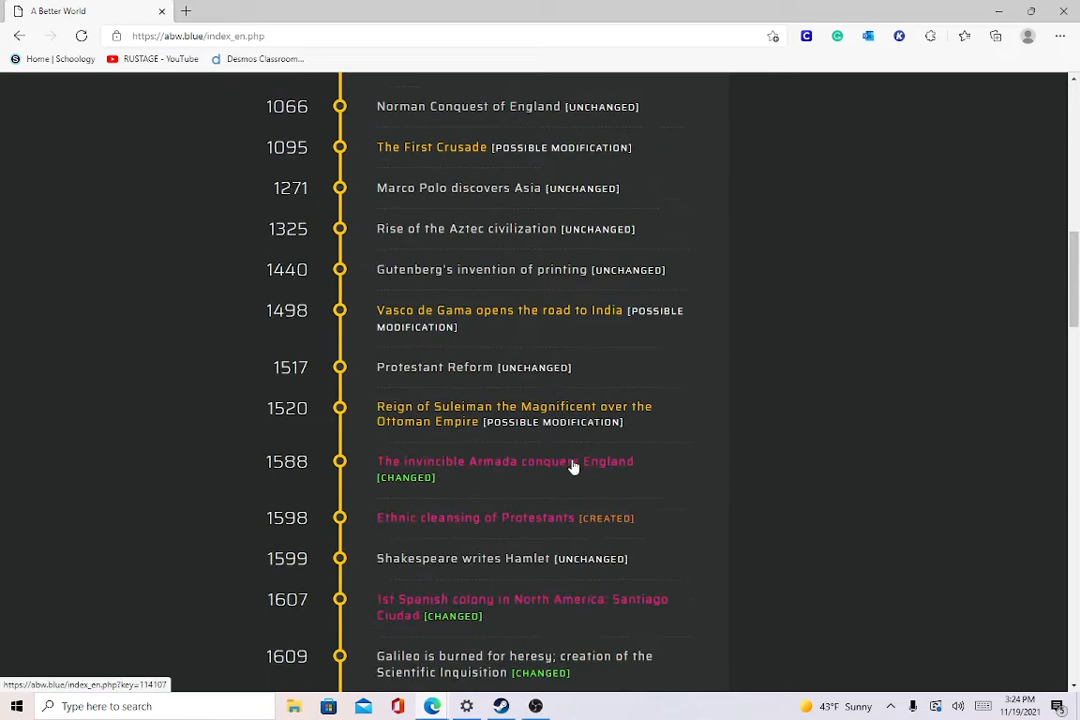 A Better World
https://abw.blue/index_en.php
Home | Schoology
RUSTAGE - YouTube
Desmos Classroom...
1066 Norman Conquest of England [UNCHANGED]
1095 The First Crusade [POSSIBLE MODIFICATION]
1271 Marco Polo discovers Asia [UNCHANGED]
1325 Rise of the Aztec civilization [UNCHANGED]
1440 Gutenberg's invention of printing [UNCHANGED]
1498 Vasco de Gama opens the road to India [POSSIBLE
MODIFICATION]
1517 Protestant Reform [UNCHANGED]
1520 Reign of Suleiman the Magnificent over the
Ottoman Empire [POSSIBLE MODIFICATION]
1588 The invincible Armada conquers England
[CHANGED]
1598 Ethnic cleansing of Protestants [CREATED]
1599 Shakespeare writes Hamlet [UNCHANGED]
1607 1st Spanish colony in North America: Santiago
Ciudad [CHANGED]
1609 Galileo is burned for heresy; creation of the
Scientific Inquisition [CHANGED]
https://abw.blue/index_en.php?key=114107
Type here to search
43°F Sunny
3:24 PM
11/19/2021